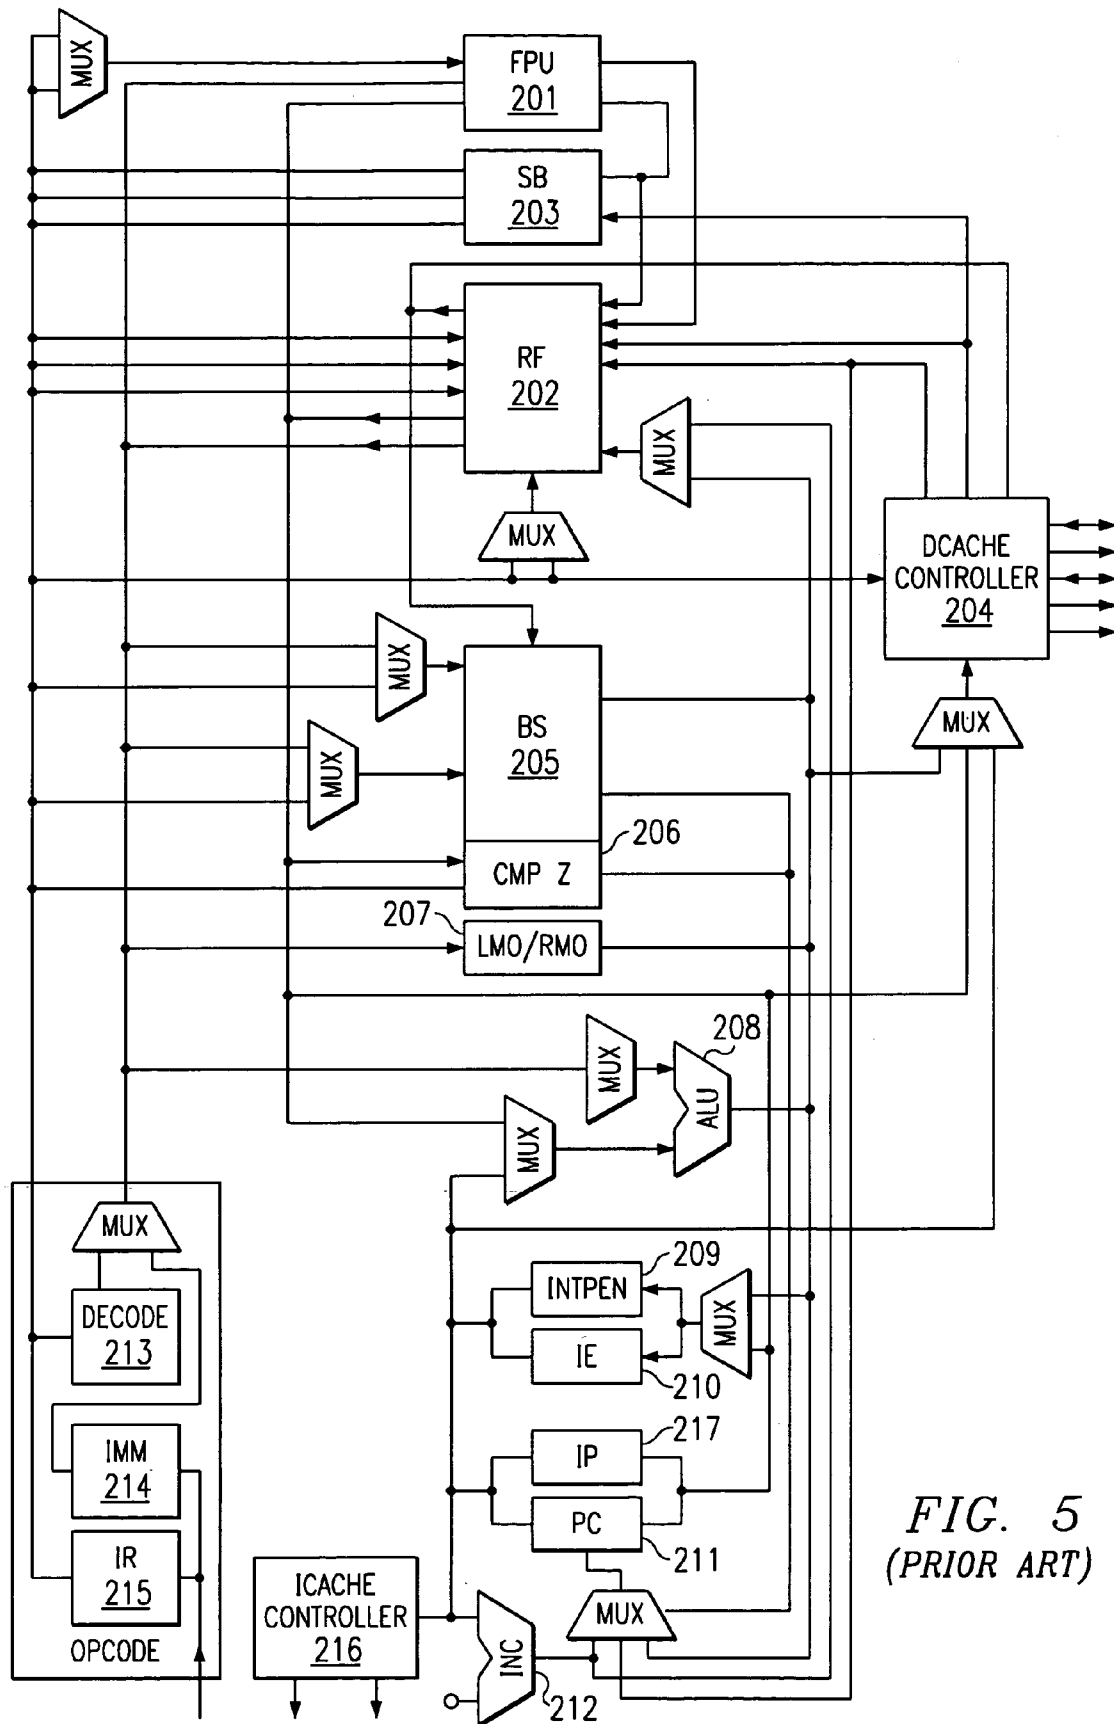 MUX
FPU
201
SB
203
RF
202
MUX
MUX
DCACHE
CONTROLLER
204
MUX
MUX
MUX
BS
205
206
CMP Z
207
LMO/RMO
208
MUX
ALU
MUX
MUX
DECODE
213
IMM
214
IR
215
OPCODE
209
INTPEN
MUX
IE
210
217
IP
PC
211
MUX
ICACHE
CONTROLLER
216
INC
212
FIG. 5
(PRIOR ART)